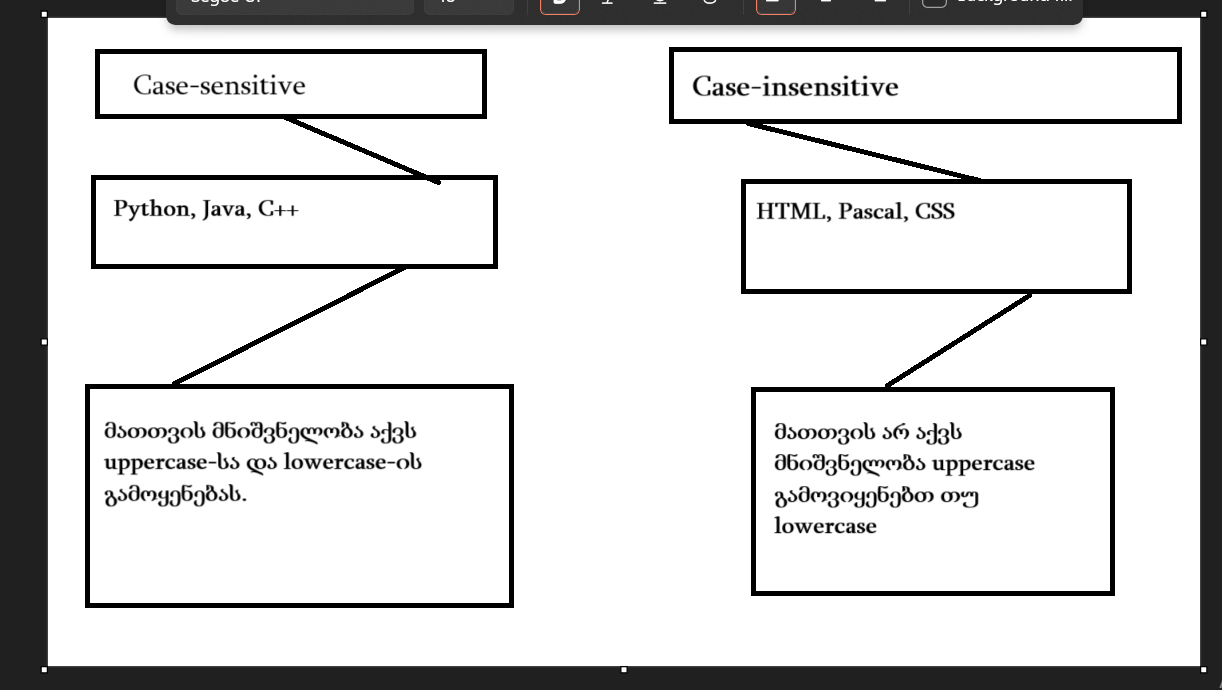 Case-sensitive
Python, Java, C++
მათთვის მნიშვნელობა აქვს
uppercase-სა და lowercase-ის
გამოყენებას.
Case-insensitive
HTML, Pascal, CSS
მათთვის არ აქვს
მნიშვნელობა uppercase
გამოვიყენებთ თუ
lowercase